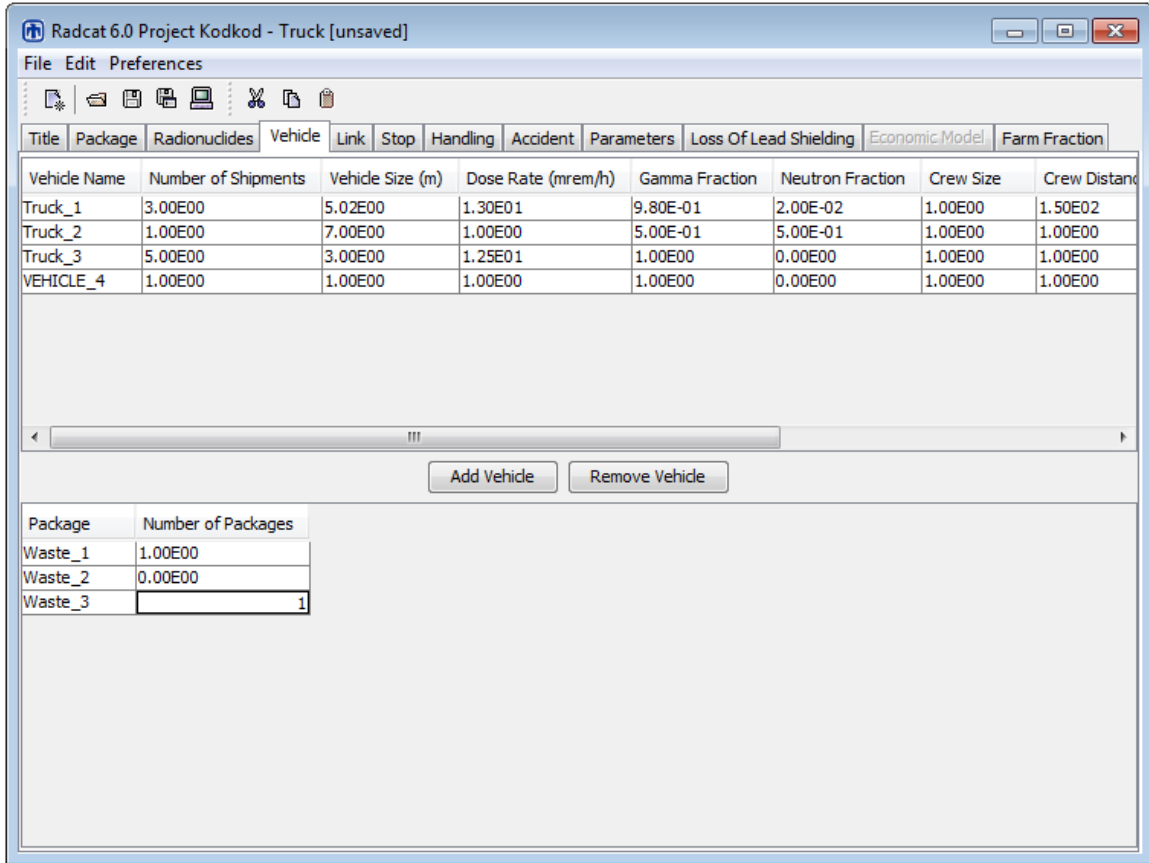 Radcat 6.0 Project Kodkod - Truck [unsaved]
File Edit Preferences
Title Package Radionuclides Vehicle Link Stop Handling Accident Parameters Loss Of Lead Shielding Economic Model Farm Fraction
Vehicle Name Number of Shipments Vehicle Size (m) Dose Rate (mrem/h) Gamma Fraction Neutron Fraction Crew Size Crew Distanc
Truck_1 3.00E00 5.02E00 1.30E01 9.80E-01 2.00E-02 1.00E00 1.50E02
Truck_2 1.00E00 7.00E00 1.00E00 5.00E-01 5.00E-01 1.00E00 1.00E00
Truck_3 5.00E00 3.00E00 1.25E01 1.00E00 0.00E00 1.00E00 1.00E00
VEHICLE_4 1.00E00 1.00E00 1.00E00 1.00E00 0.00E00 1.00E00 1.00E00
Add Vehicle Remove Vehicle
Package Number of Packages
Waste_1 1.00E00
Waste_2 0.00E00
Waste_3 1